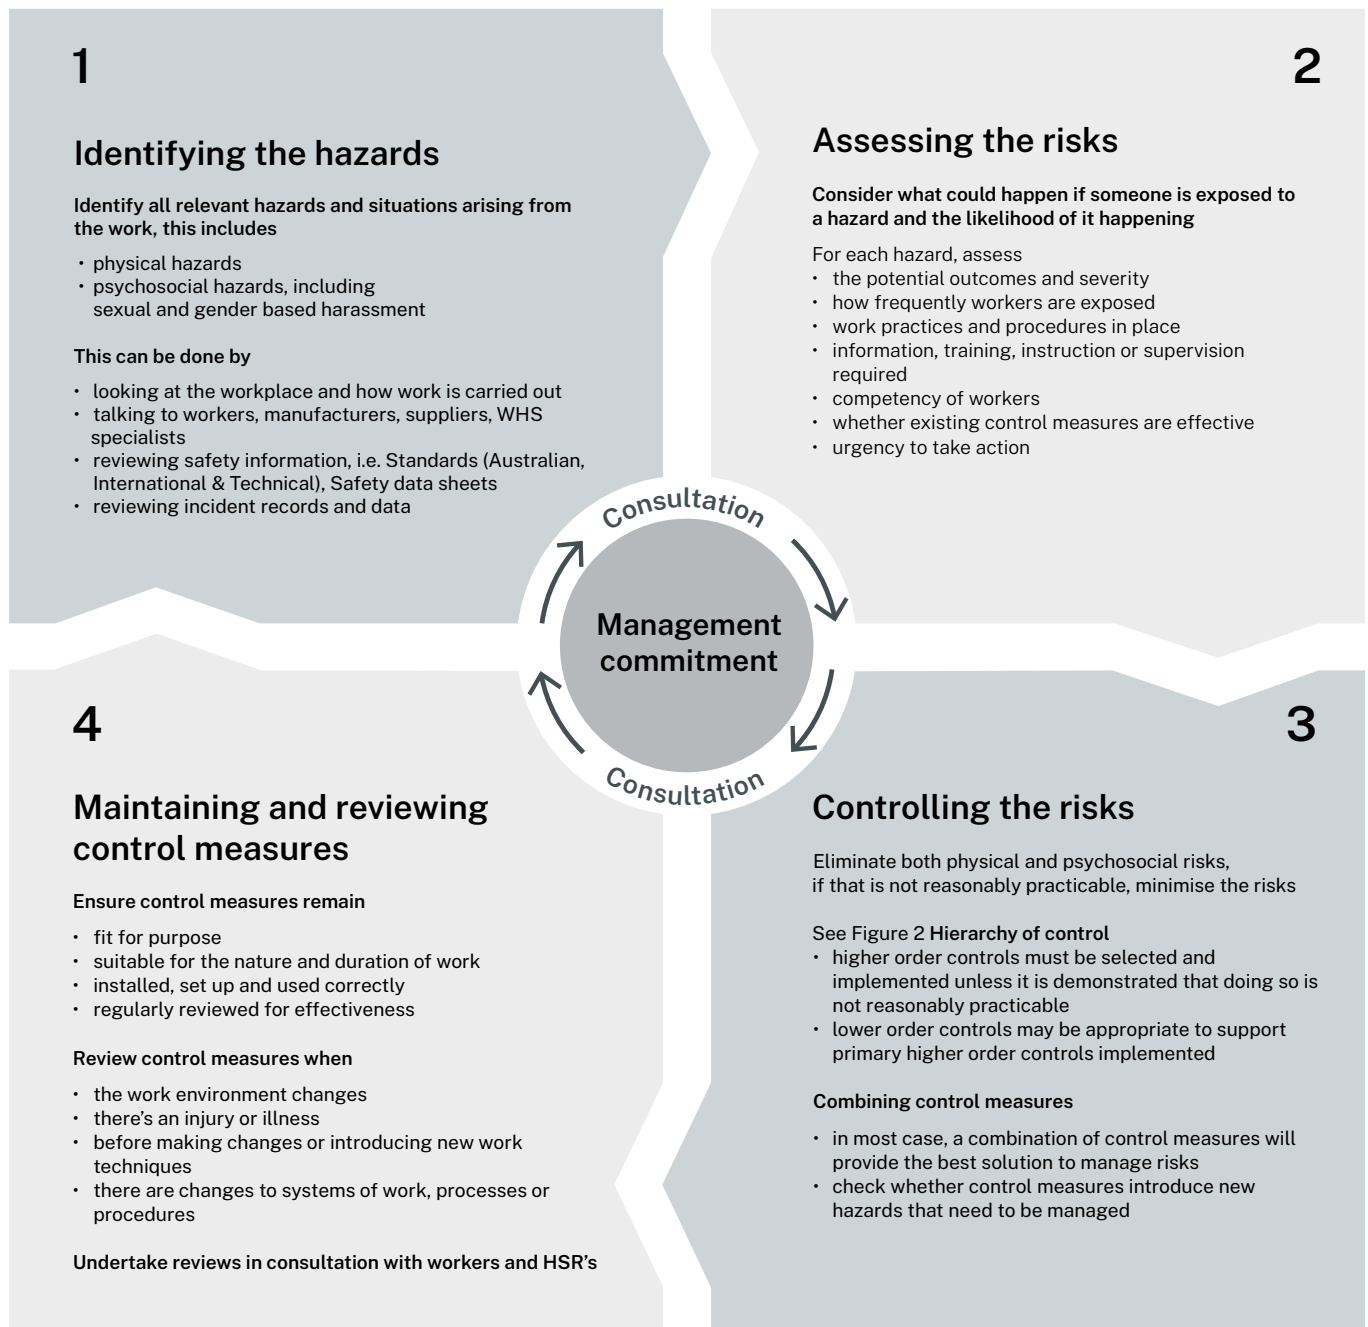 1
Identifying the hazards
Identify all relevant hazards and situations arising from
the work, this includes
• physical hazards
• psychosocial hazards, including
sexual and gender based harassment
This can be done by
• looking at the workplace and how work is carried out
• talking to workers, manufacturers, suppliers, WHS
specialists
• reviewing safety information, i.e. Standards (Australian,
International & Technical), Safety data sheets
• reviewing incident records and data
2
Assessing the risks
Consider what could happen if someone is exposed to
a hazard and the likelihood of it happening
For each hazard, assess
• the potential outcomes and severity
• how frequently workers are exposed
• work practices and procedures in place
• information, training, instruction or supervision
required
• competency of workers
• whether existing control measures are effective
• urgency to take action
Consultation
Management
commitment
Consultation
3
Controlling the risks
Eliminate both physical and psychosocial risks,
if that is not reasonably practicable, minimise the risks
See Figure 2 Hierarchy of control
• higher order controls must be selected and
implemented unless it is demonstrated that doing so is
not reasonably practicable
• lower order controls may be appropriate to support
primary higher order controls implemented
Combining control measures
• in most case, a combination of control measures will
provide the best solution to manage risks
• check whether control measures introduce new
hazards that need to be managed
4
Maintaining and reviewing
control measures
Ensure control measures remain
• fit for purpose
• suitable for the nature and duration of work
• installed, set up and used correctly
• regularly reviewed for effectiveness
Review control measures when
• the work environment changes
• there’s an injury or illness
• before making changes or introducing new work
techniques
• there are changes to systems of work, processes or
procedures
Undertake reviews in consultation with workers and HSR’s